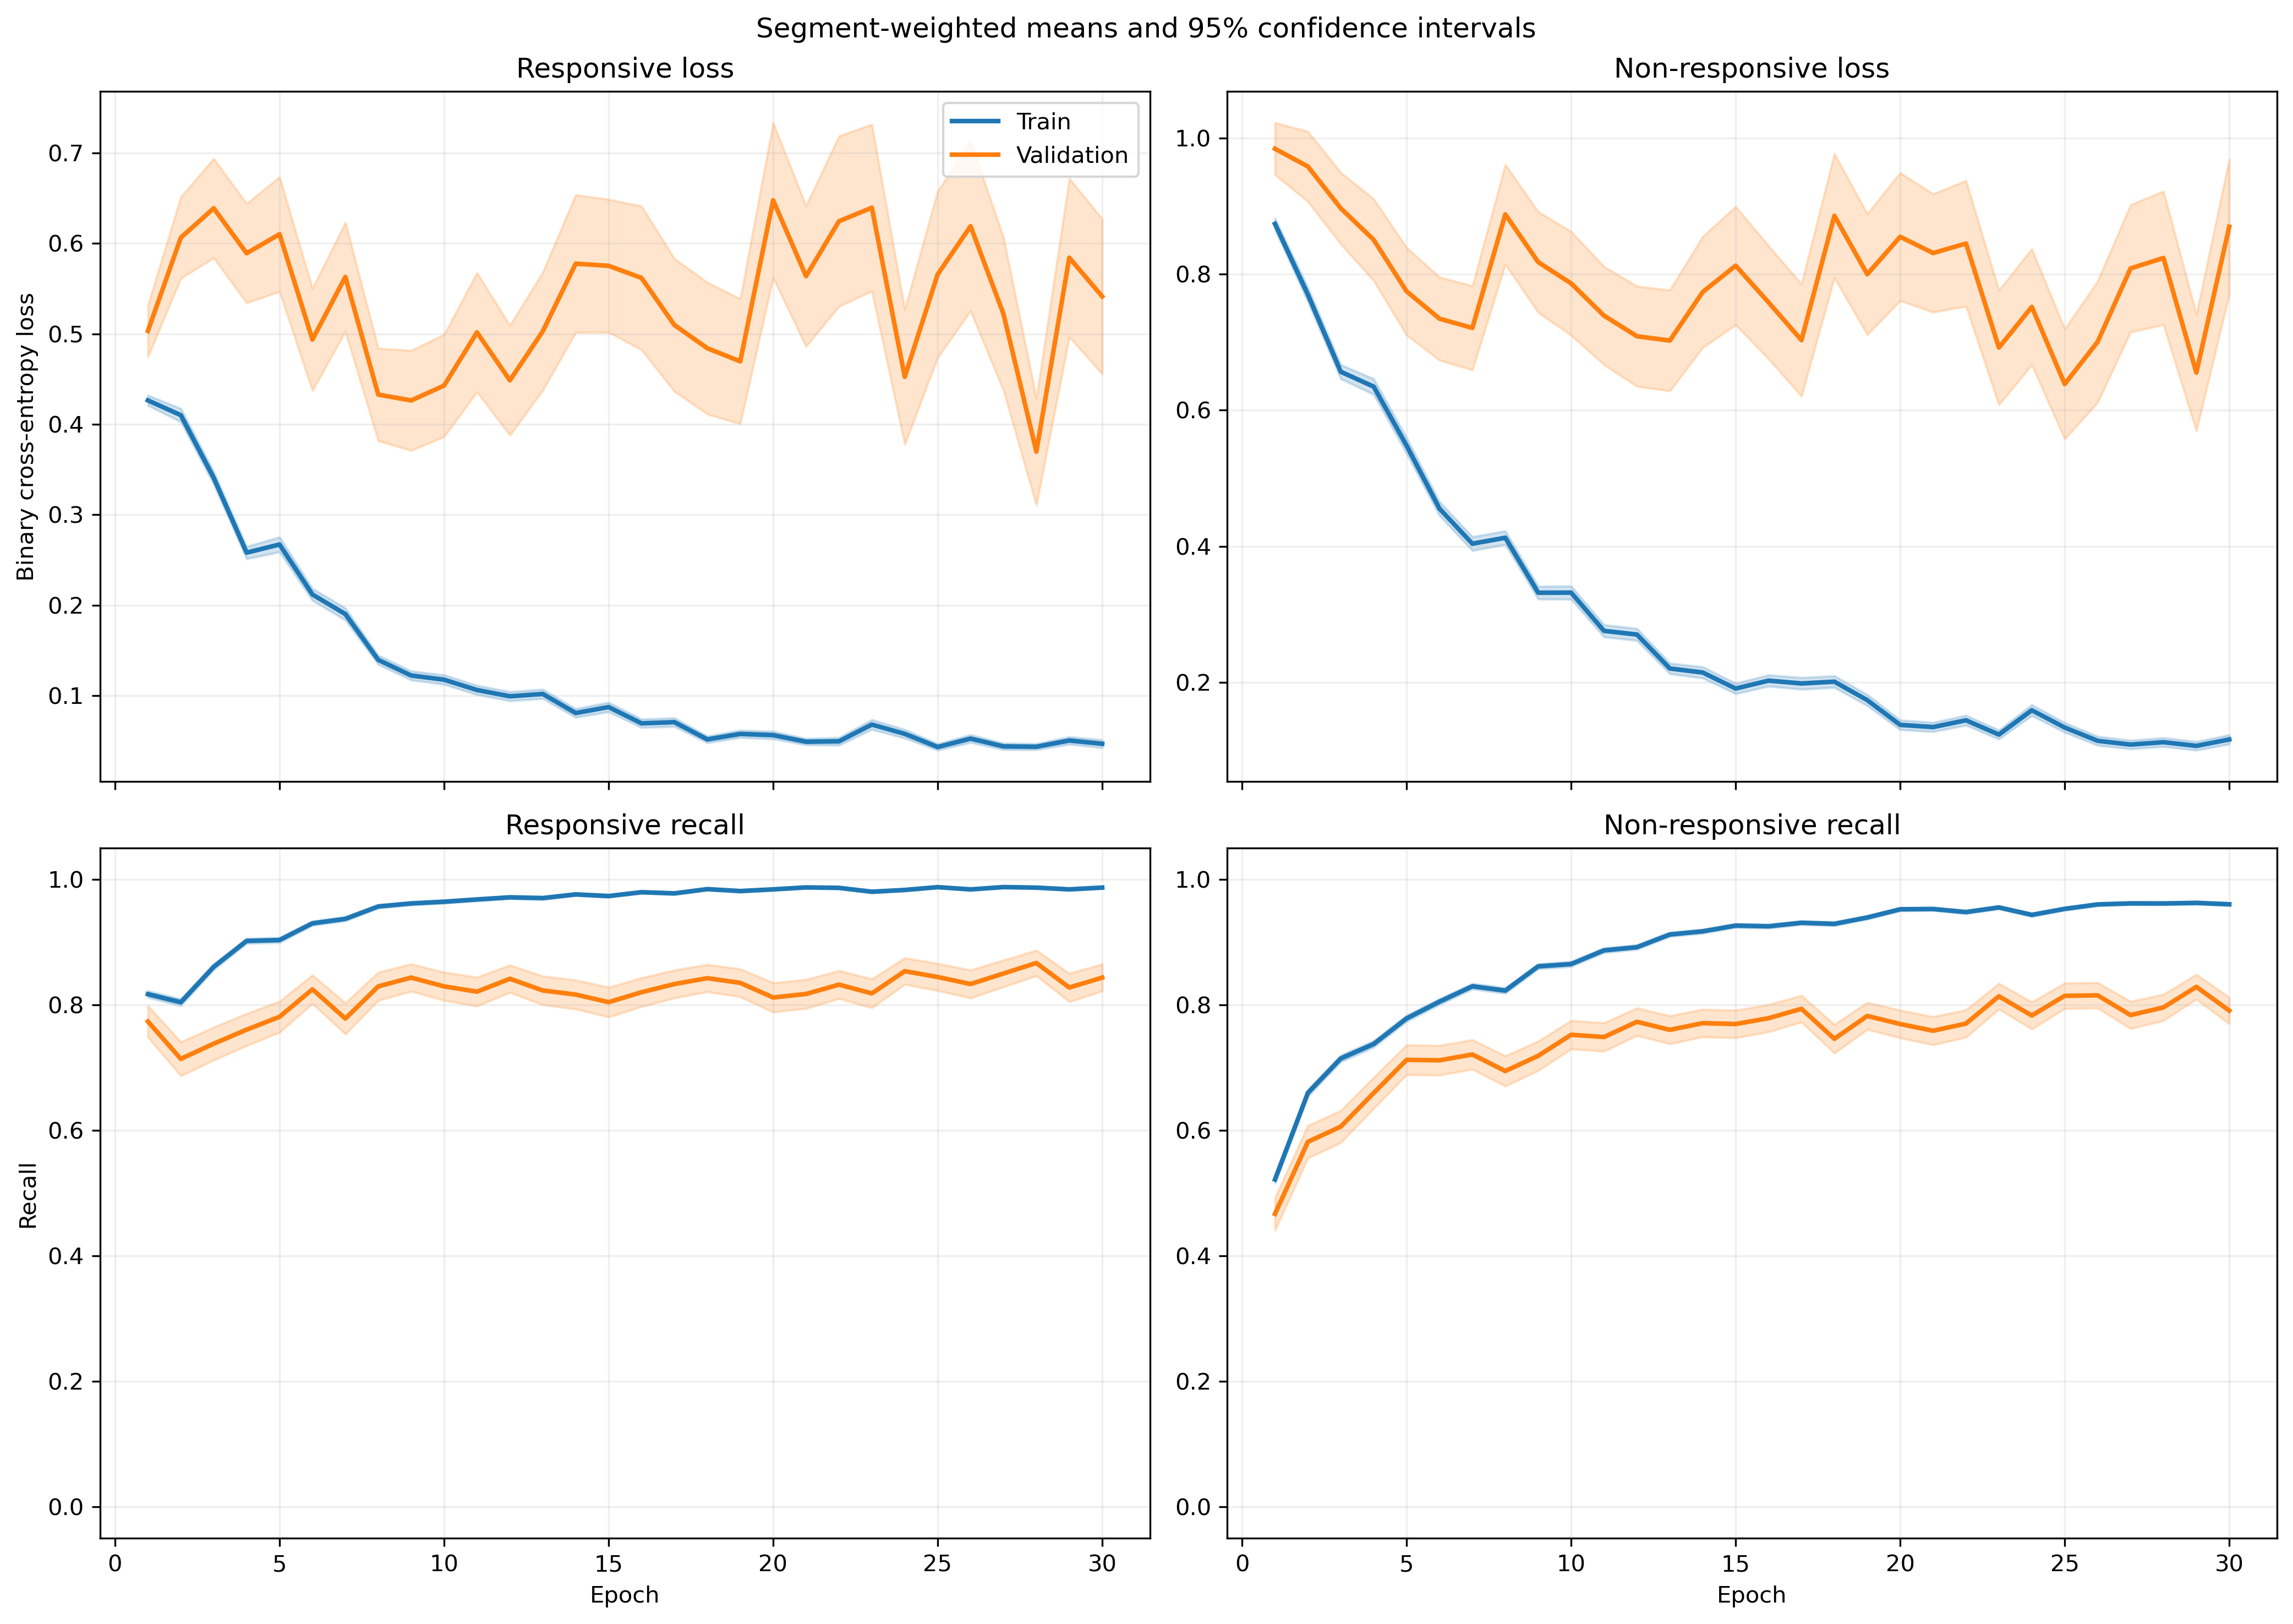 Segment-weighted means and 95% confidence intervals
Responsive loss
Non-responsive loss
Train
Validation
Binary cross-entropy loss
0.7
0.6
0.5
0.4
0.3
0.2
0.1
1.0
0.8
0.6
0.4
0.2
Responsive recall
Non-responsive recall
Recall
1.0
0.8
0.6
0.4
0.2
0.0
0 5 10 15 20 25 30
Epoch
1.0
0.8
0.6
0.4
0.2
0.0
0 5 10 15 20 25 30
Epoch